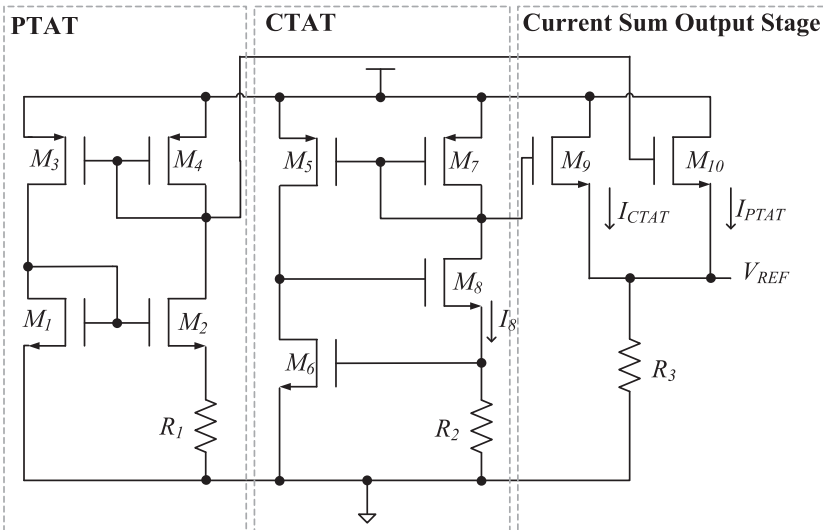 PTAT
CTAT
Current Sum Output Stage
M3
M4
M5
M7
M9
M10
ICTAT
IPTAT
VREF
M8
I8
M1
M2
M6
R3
R1
R2